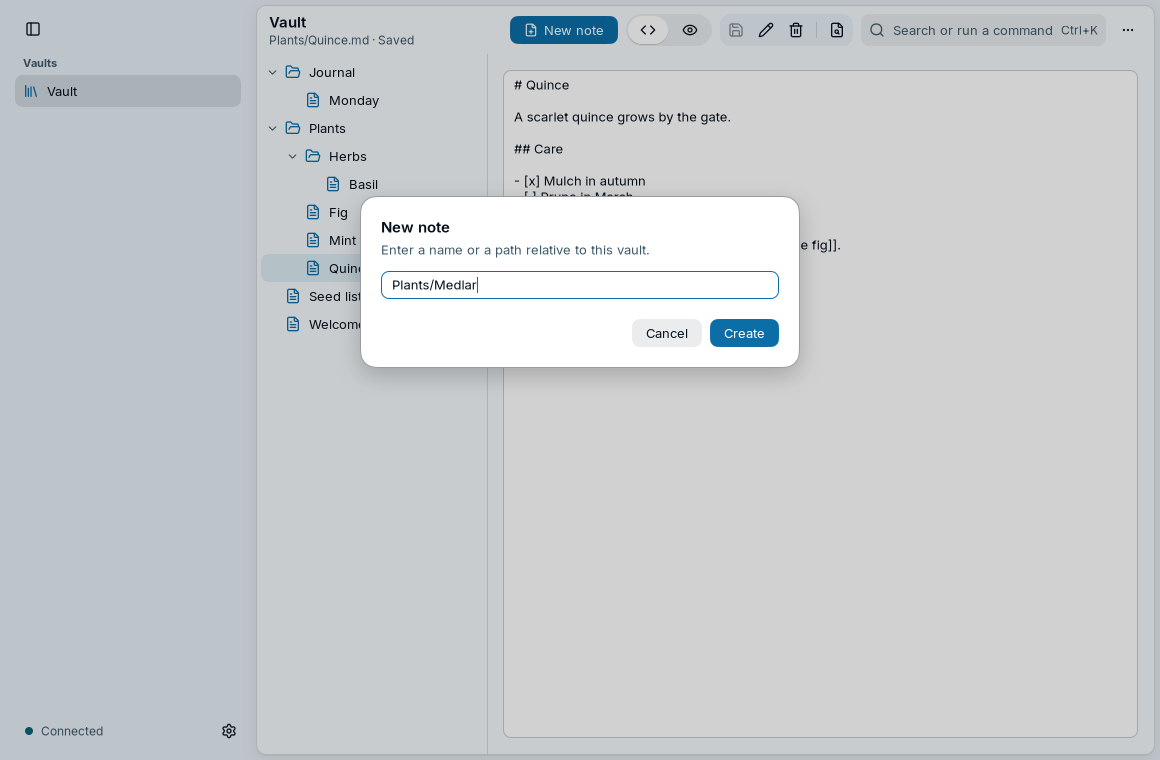 Vaults
Vault
Connected
Vault
Plants/Quince.md · Saved
New note
Search or run a command Ctrl+K
Journal
Monday
Plants
Herbs
Basil
Fig
Mint
Seed list
Welcome
# Quince
A scarlet quince grows by the gate.
## Care
- [x] Mulch in autumn
fig]].
New note
Enter a name or a path relative to this vault.
Plants/Medlar
Cancel
Create